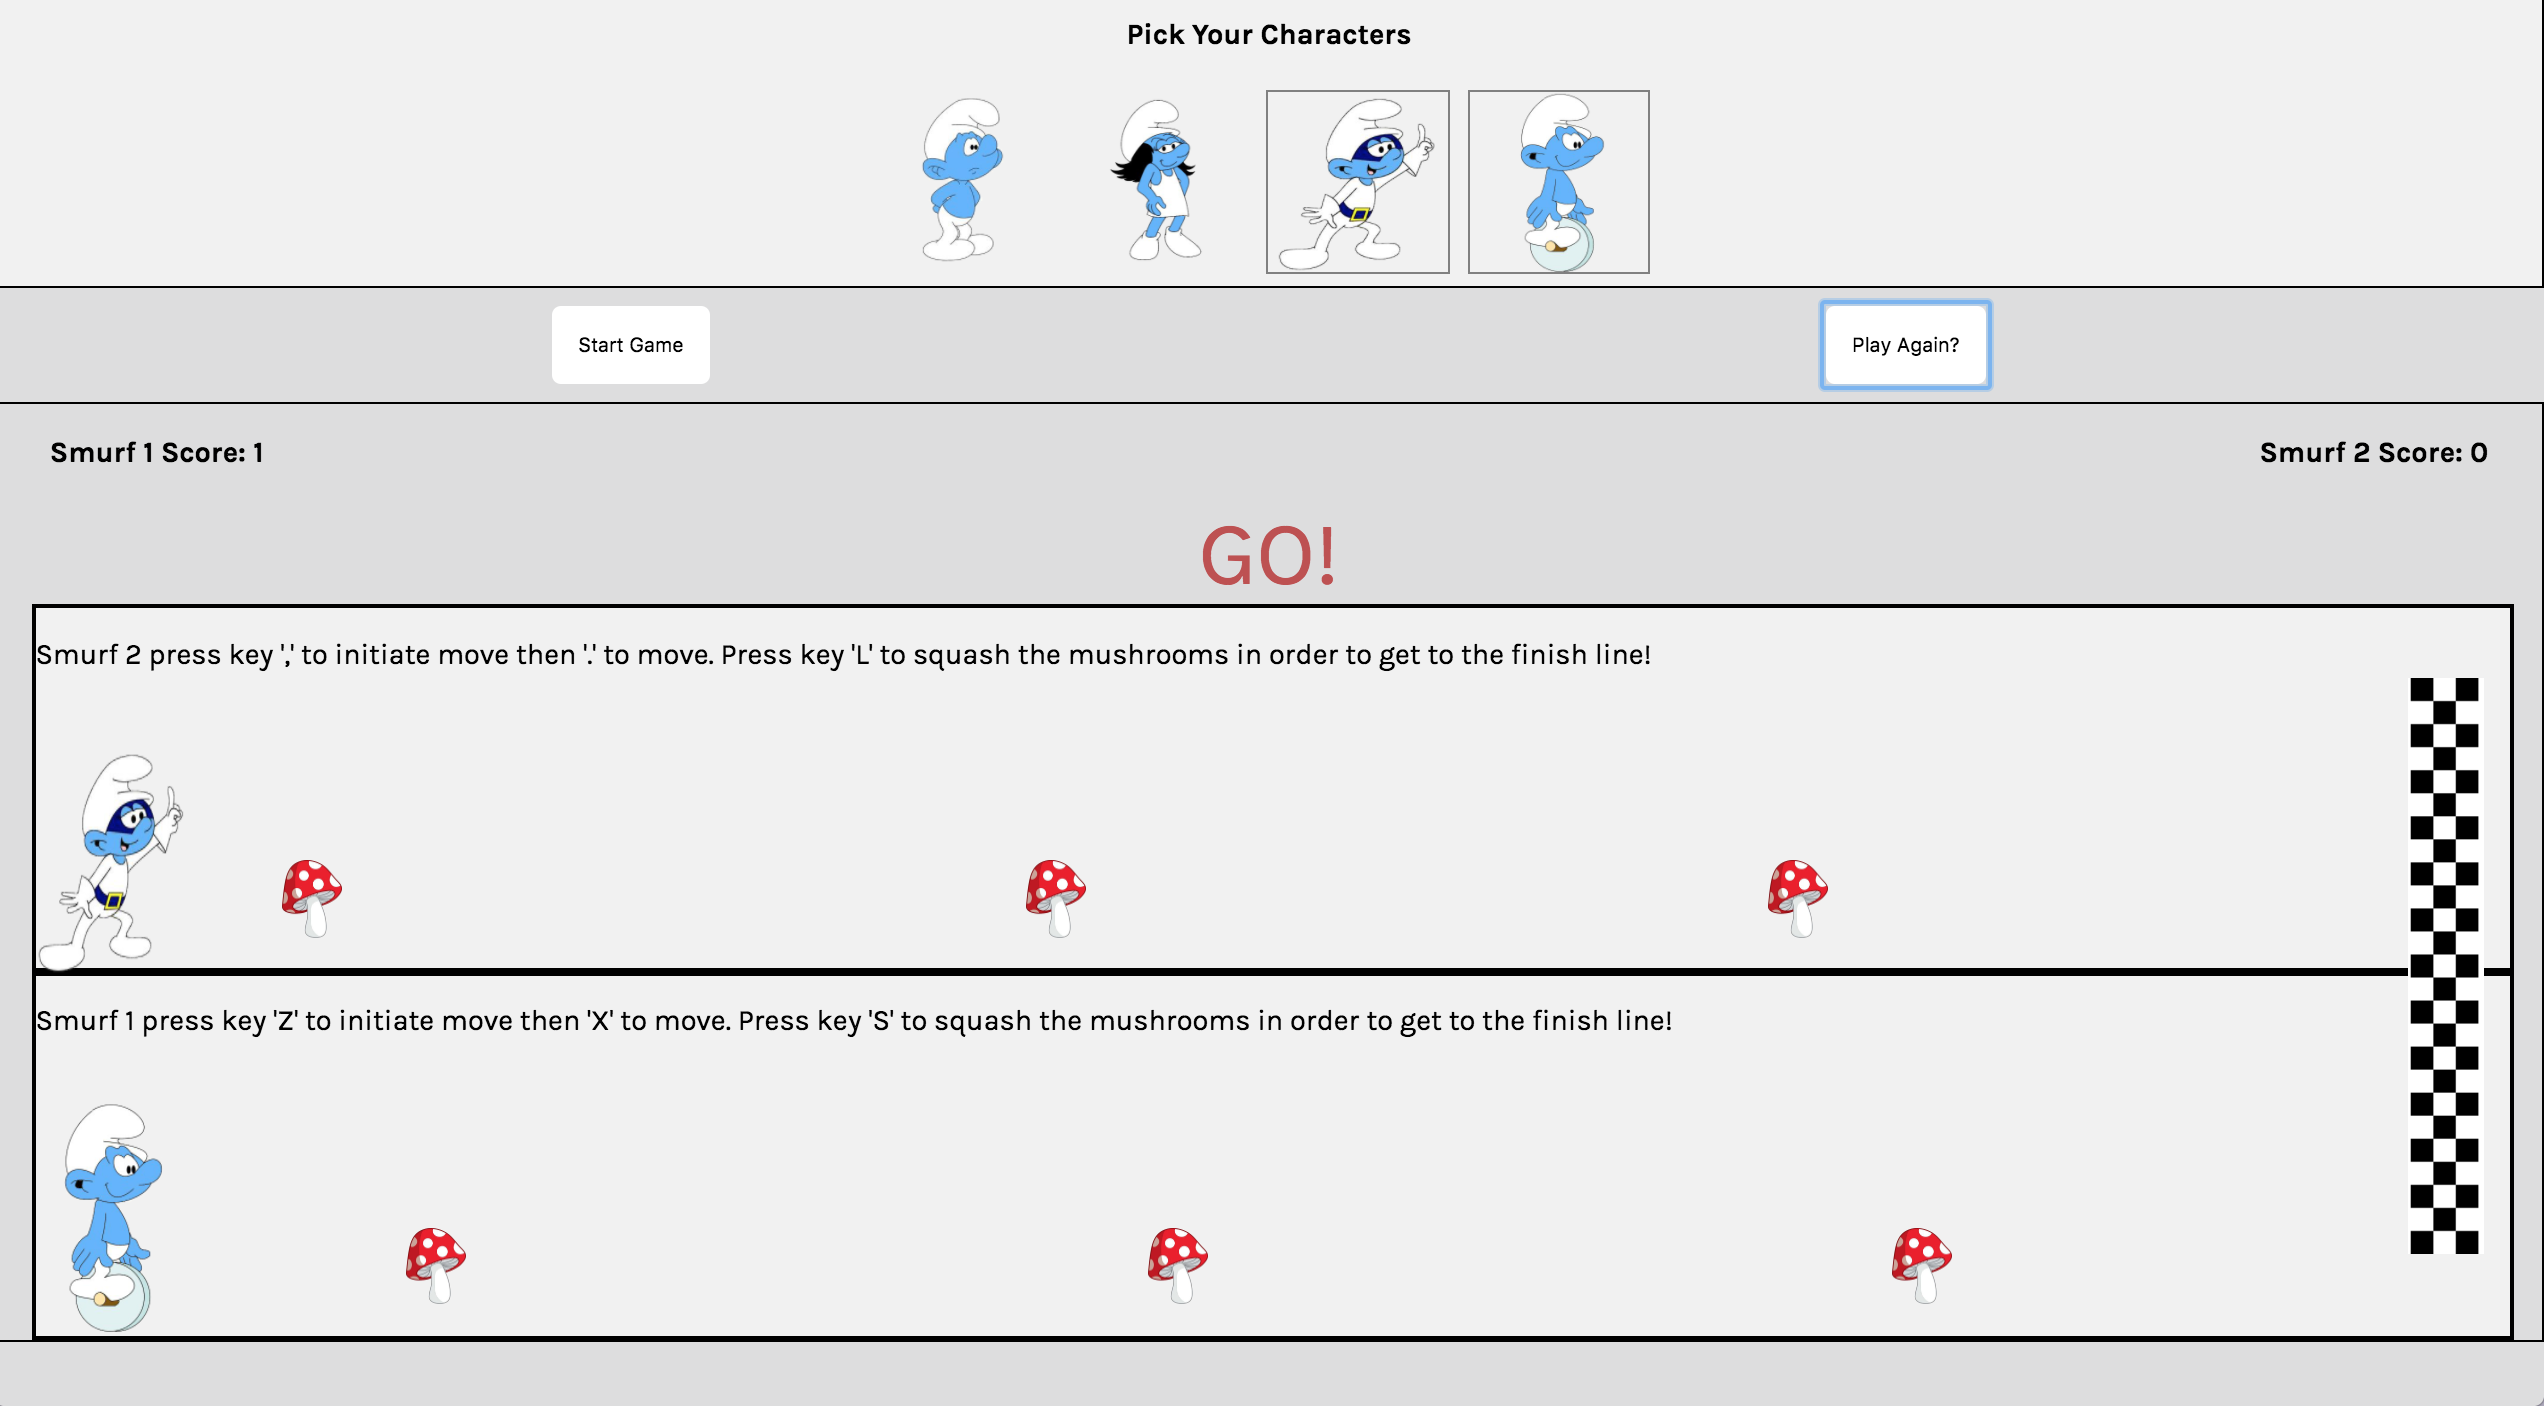 Pick Your Characters
Start Game
Play Again?
Smurf 1 Score: 1
Smurf 2 Score: 0
GO!
Smurf 2 press key ',' to initiate move then '.' to move. Press key 'L' to squash the mushrooms in order to get to the finish line!
Smurf 1 press key 'Z' to initiate move then 'X' to move. Press key 'S' to squash the mushrooms in order to get to the finish line!